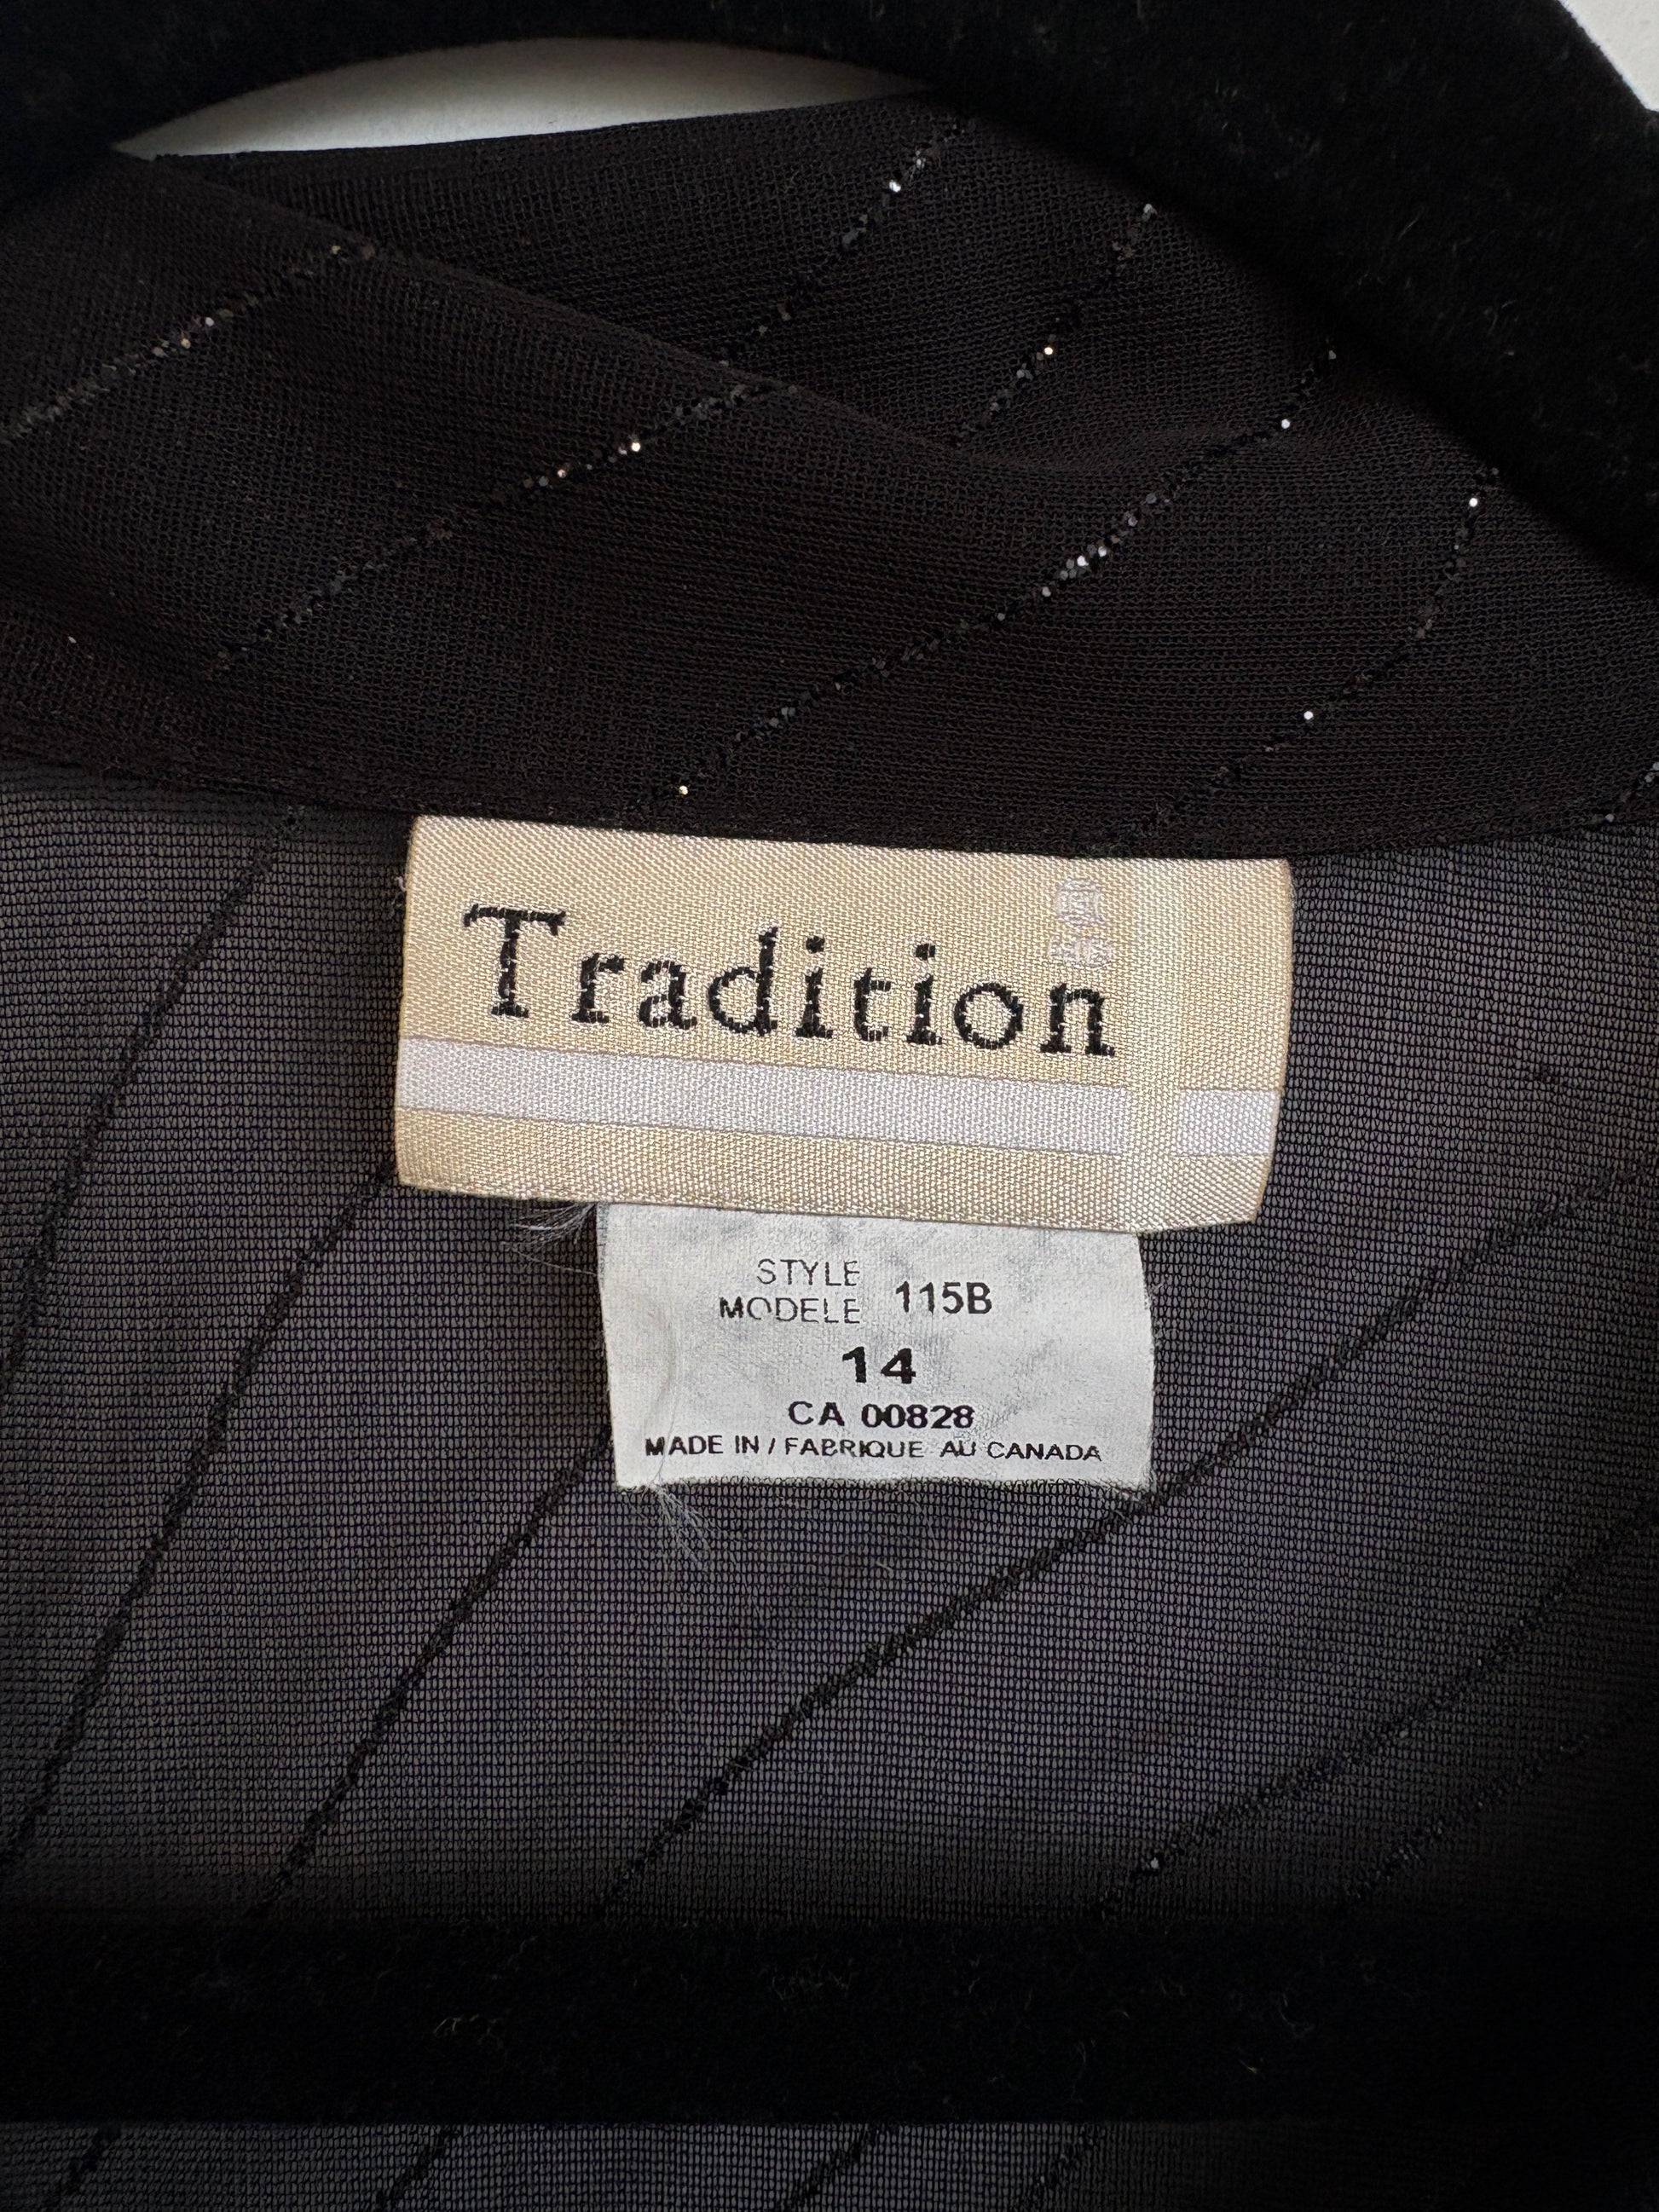 Tradition
STYLE
MODELE 115B
14
CA 00828
MADE IN / FABRIQUE AU CANADA